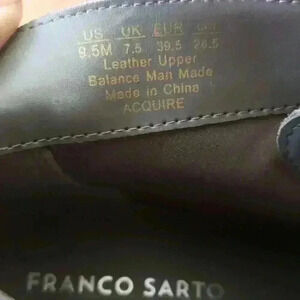 US UK EUR CM
9.5M 7.5 39.5 26.5
Leather Upper
Balance Man Made
Made in China
ACQUIRE
FRANCO SARTO